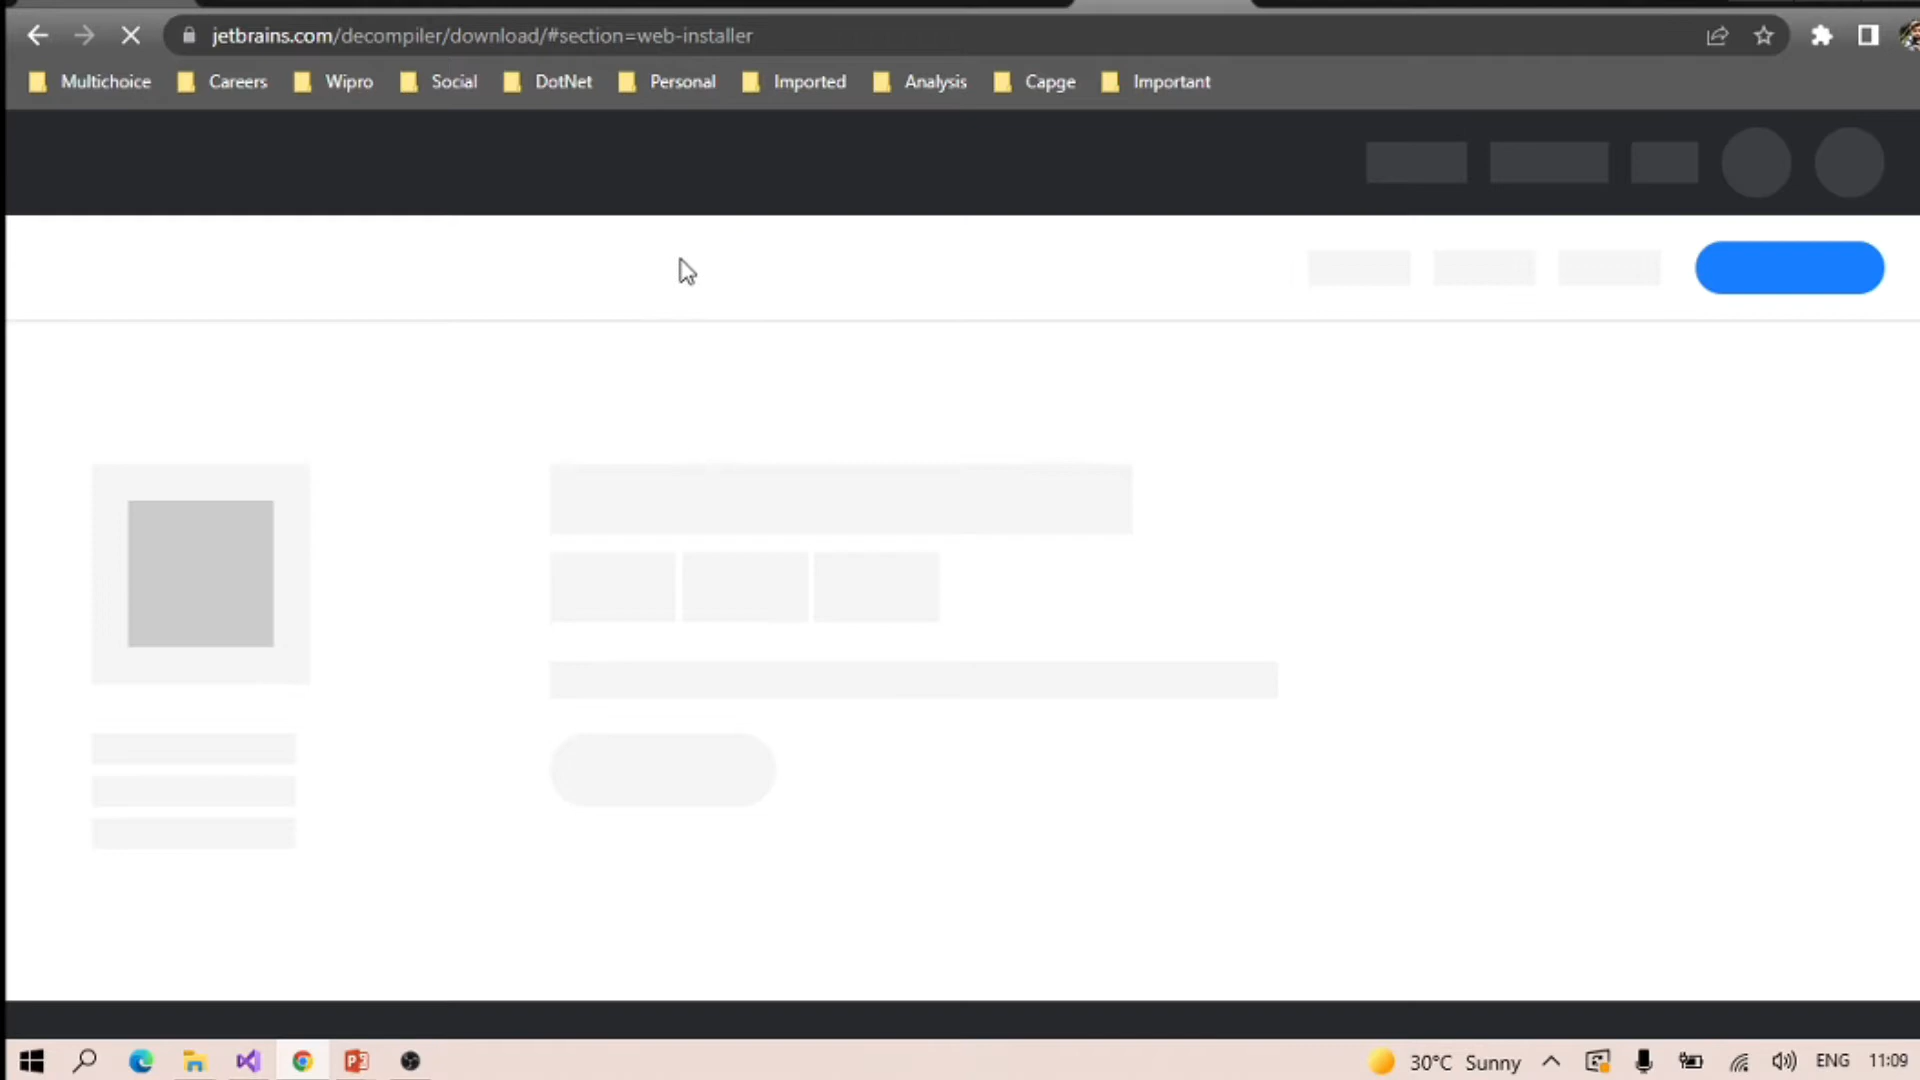 jetbrains.com/decompiler/download/#section=web-installer
Multichoice Careers Wipro Social DotNet Personal Imported Analysis Capge Important
30°C Sunny ENG 11:09